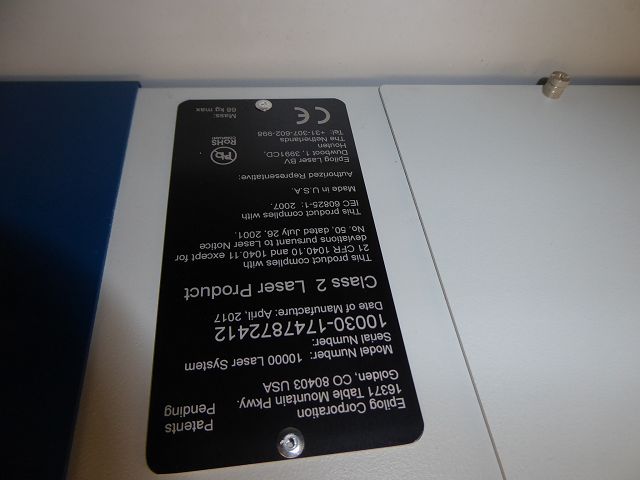 Epilog Corporation
16371 Table Mountain Pkwy.
Golden, CO 80403 USA
Patents
Pending
Model Number: 10000 Laser System
Serial Number:
10030-1747872412
Date of Manufacture: April, 2017
Class 2 Laser Product
This product complies with
21 CFR 1040.10 and 1040.11 except for
deviations pursuant to Laser Notice
No. 50, dated July 26, 2001.
This product complies with
IEC 60825-1: 2007.
Made in U.S.A.
Authorized Representative:
Epilog Laser BV
Duwboot 1, 3991CD,
Houten
The Netherlands
Tel: +31-307-602-998
Pb
RoHS
CE
Mass:
68 kg max